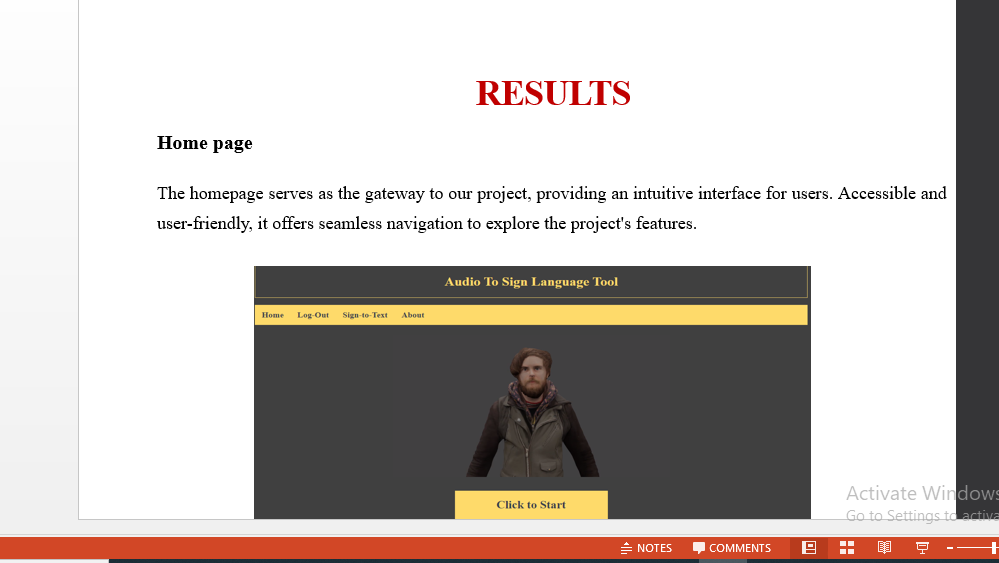 RESULTS
Home page
The homepage serves as the gateway to our project, providing an intuitive interface for users. Accessible and
user-friendly, it offers seamless navigation to explore the project's features.
Audio To Sign Language Tool
Home Log-Out Sign-to-Text About
Click to Start
Activate Windows
Go to Settings to activa
NOTES COMMENTS